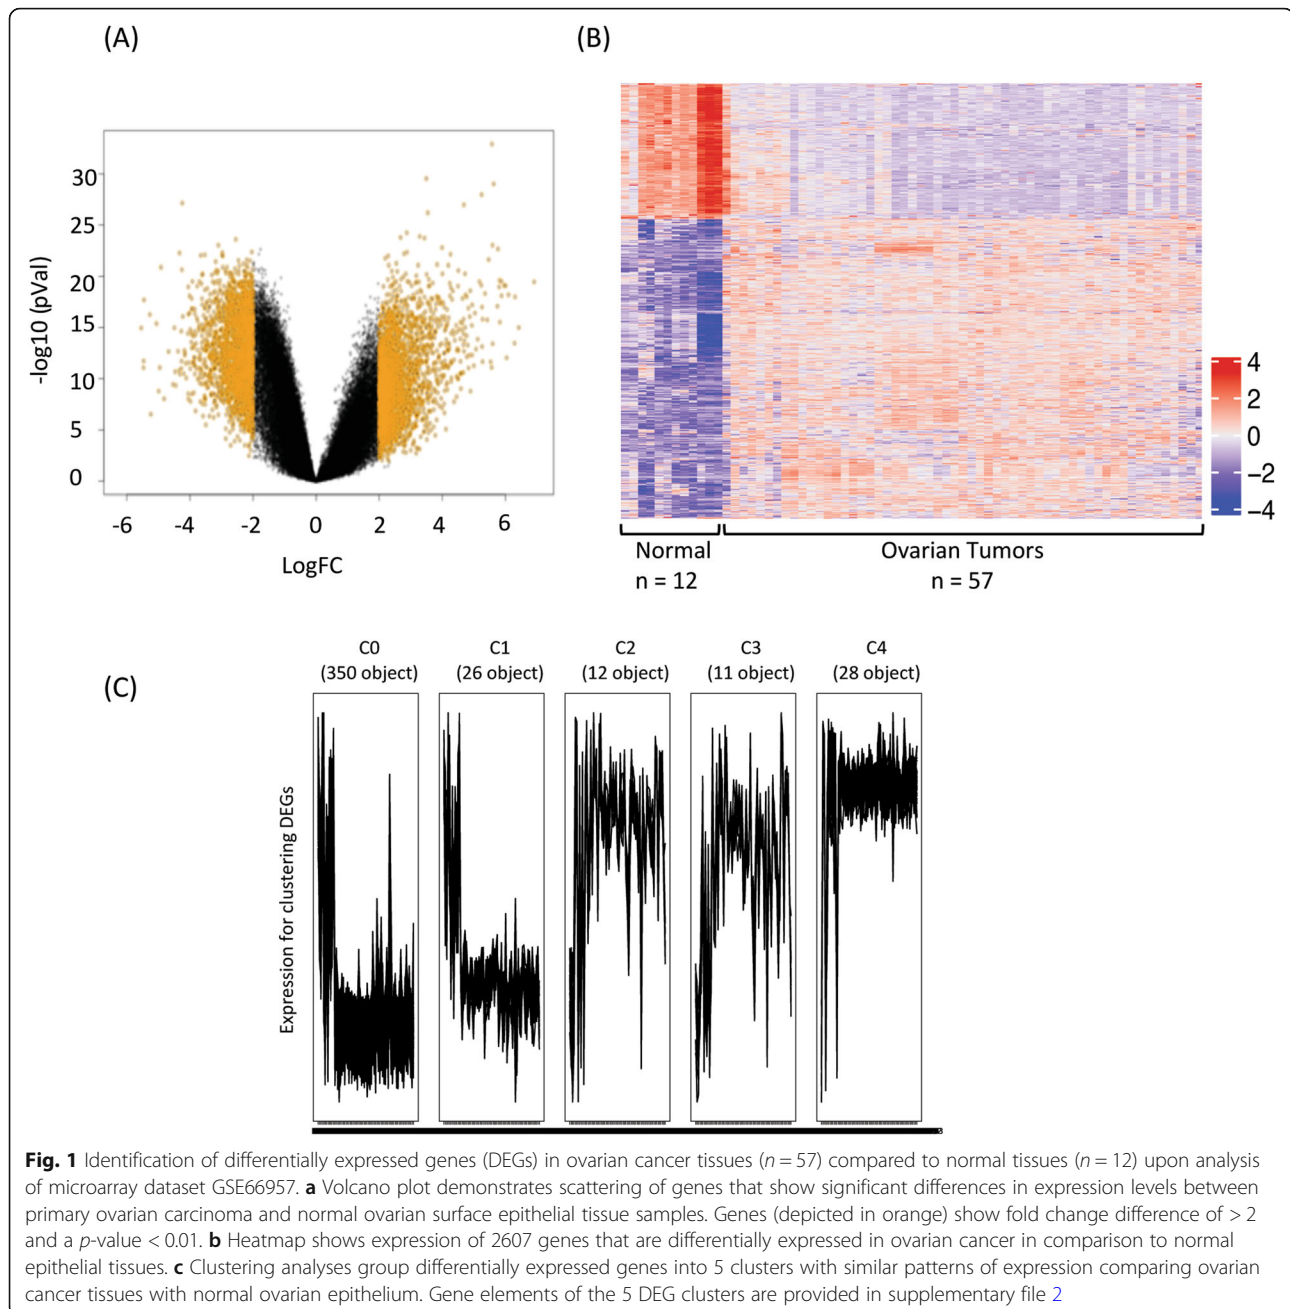 (A)
-log10 (pVal)
30
25
20
15
10
5
0
-6 -4 -2 0 2 4 6
LogFC
(B)
4
2
0
−2
−4
Normal
n = 12
Ovarian Tumors
n = 57
(C)
Expression for clustering DEGs
C0
(350 object)
C1
(26 object)
C2
(12 object)
C3
(11 object)
C4
(28 object)
Fig. 1 Identification of differentially expressed genes (DEGs) in ovarian cancer tissues (n = 57) compared to normal tissues (n = 12) upon analysis
of microarray dataset GSE66957. a Volcano plot demonstrates scattering of genes that show significant differences in expression levels between
primary ovarian carcinoma and normal ovarian surface epithelial tissue samples. Genes (depicted in orange) show fold change difference of > 2
and a p-value < 0.01. b Heatmap shows expression of 2607 genes that are differentially expressed in ovarian cancer in comparison to normal
epithelial tissues. c Clustering analyses group differentially expressed genes into 5 clusters with similar patterns of expression comparing ovarian
cancer tissues with normal ovarian epithelium. Gene elements of the 5 DEG clusters are provided in supplementary file 2